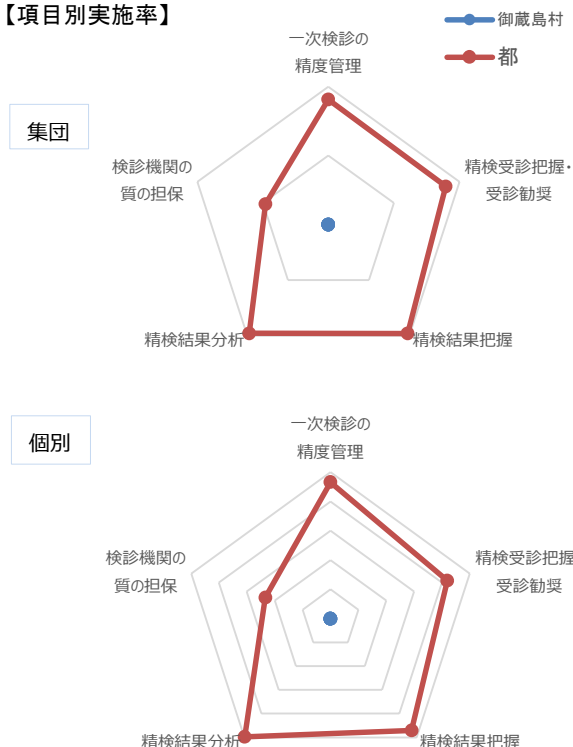 【項目別実施率】
御蔵島村
都
集団
一次検診の
精度管理
精検受診把握・
受診勧奨
精検結果把握
精検結果分析
検診機関の
質の担保
個別
一次検診の
精度管理
精検受診把握
受診勧奨
精検結果把握
精検結果分析
検診機関の
質の担保